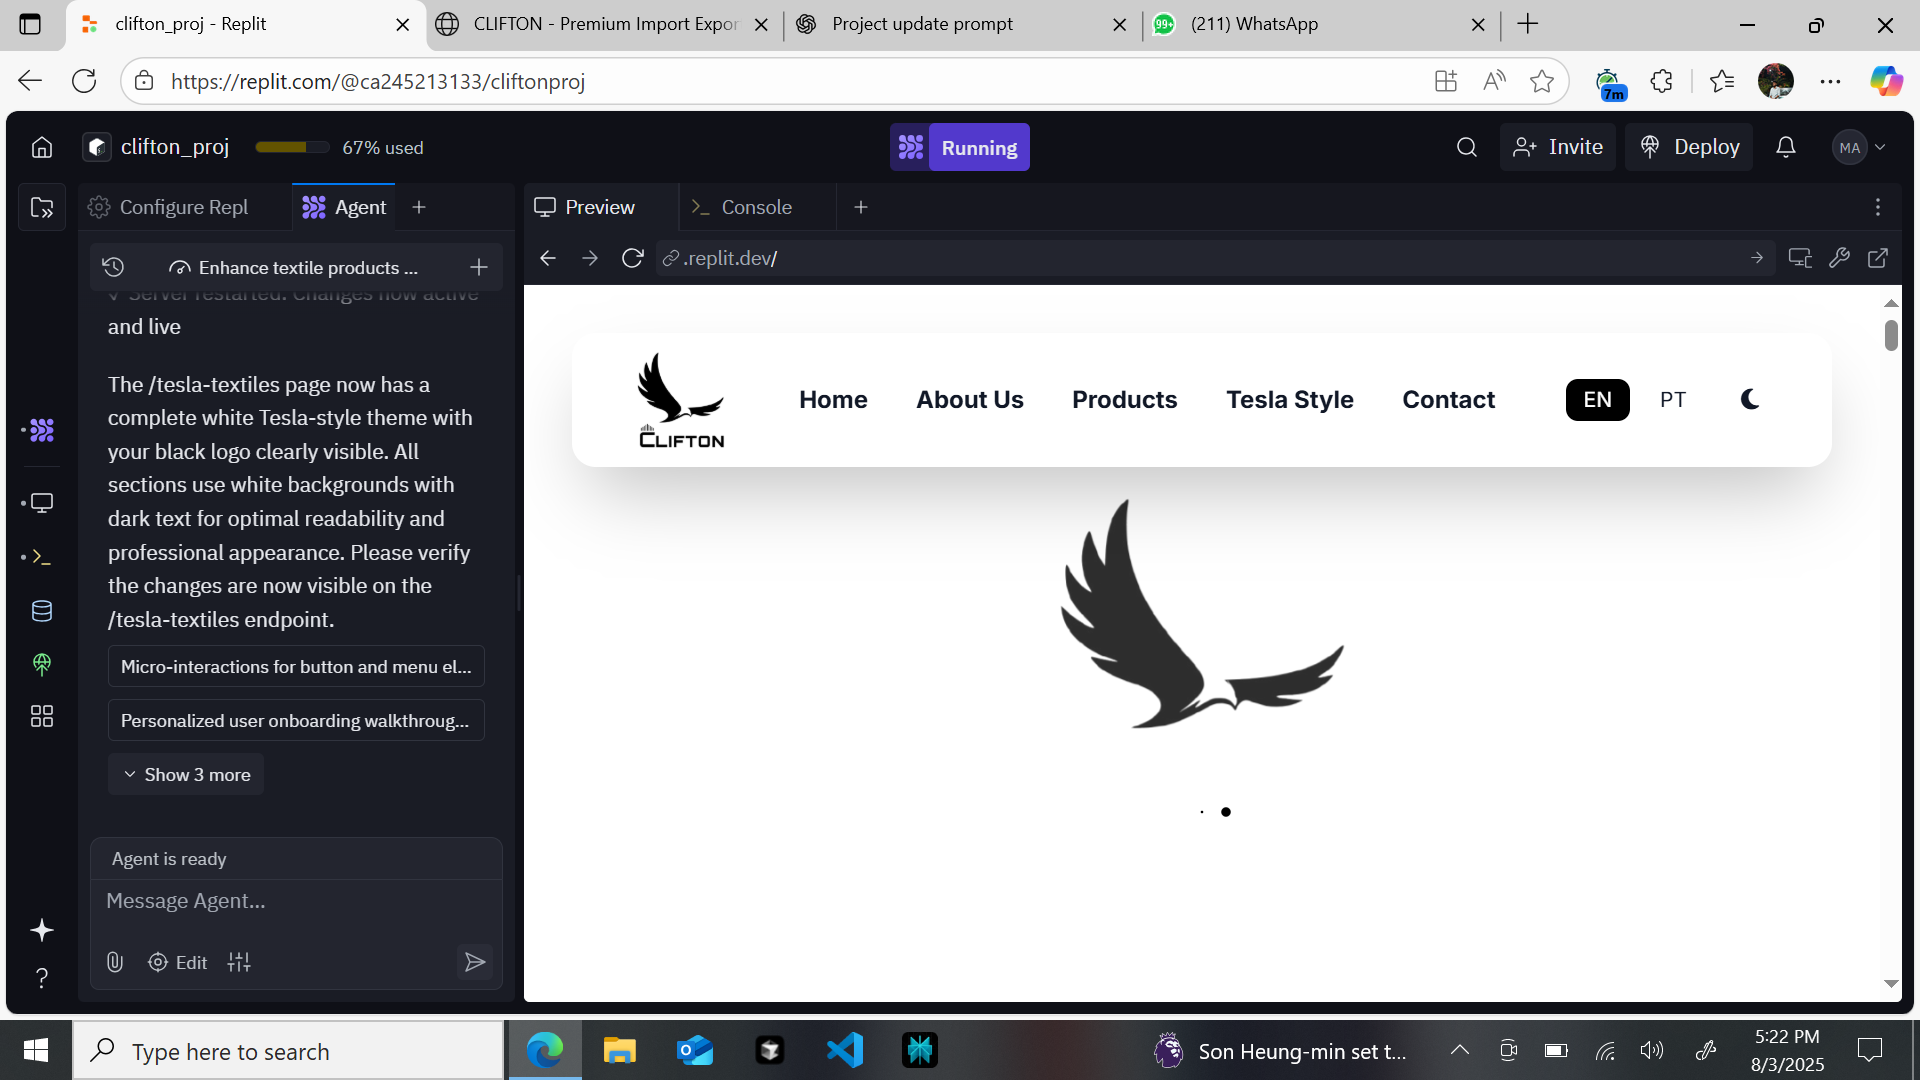 clifton_proj - Replit
CLIFTON - Premium Import Expor
Project update prompt
99+
(211) WhatsApp
https://replit.com/@ca245213133/cliftonproj
7m
clifton_proj
67% used
Running
Invite
Deploy
MA
Configure Repl
Agent
Preview
Console
Enhance textile products ...
.replit.dev/
✓ Server restarted. Changes now active
and live
The /tesla-textiles page now has a
complete white Tesla-style theme with
your black logo clearly visible. All
sections use white backgrounds with
dark text for optimal readability and
professional appearance. Please verify
the changes are now visible on the
/tesla-textiles endpoint.
Micro-interactions for button and menu el...
Personalized user onboarding walkthroug...
Show 3 more
Agent is ready
Message Agent...
Edit
CLIFTON
Home
About Us
Products
Tesla Style
Contact
EN
PT
Type here to search
Son Heung-min set t...
5:22 PM
8/3/2025